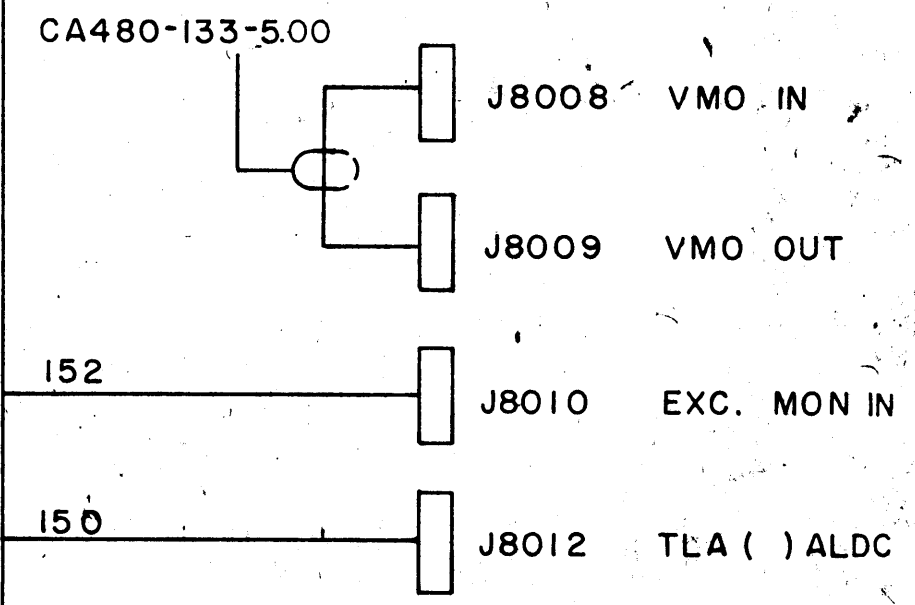 CA480-133-5.00
J8008 VMO IN
J8009 VMO OUT
152
J8010 EXC. MON IN
150
J8012 TLA ( ) ALDC